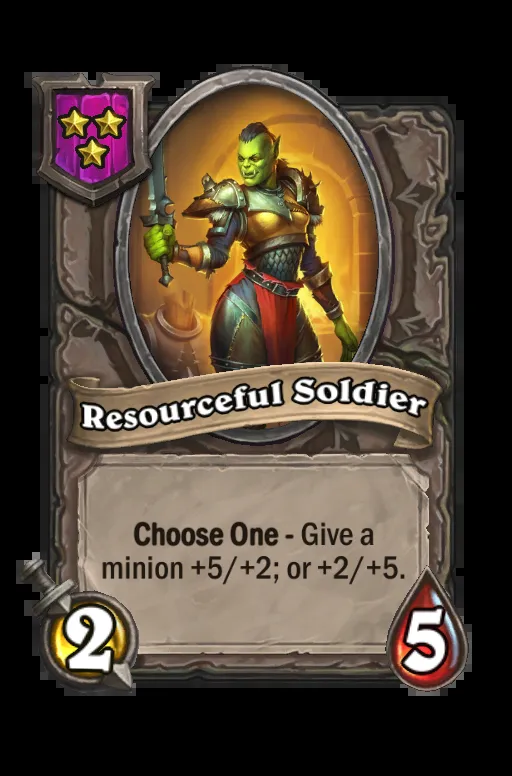 Resourceful Soldier
Choose One - Give a
minion +5/+2; or +2/+5.
2
5